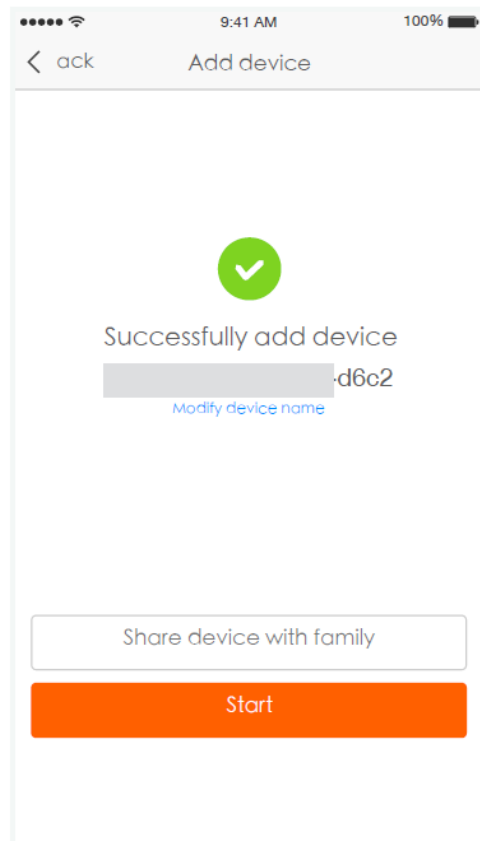 9:41 AM 100%
ack Add device
Successfully add device
-d6c2
Modify device name
Share device with family
Start